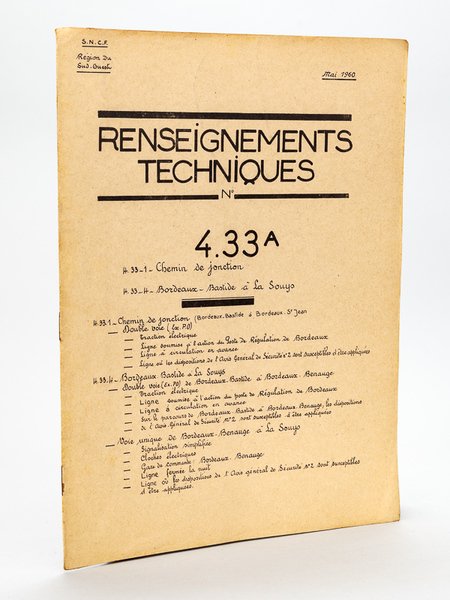 S.N.C.F.
Région du
Sud-Ouest
Mai 1960
RENSEIGNEMENTS
TECHNIQUES
N°
4.33A
4.33-1 - Chemin de jonction
4.33-4 - Bordeaux-Bastide à La Souys
4.33.1 - Chemin de jonction (Bordeaux.Bastide à Bordeaux.St Jean
— Double voie (Ex.P.O)
— Traction électrique
— Ligne soumise à l'action du Poste de Régulation de Bordeaux
— Ligne à circulation en avance
— Ligne où les dispositions de l'Avis Général de Sécurité N°2 sont susceptibles d'être appliquées
4.33.4 - Bordeaux.Bastide à La Souys
— Double voie (Ex.PO) de Bordeaux.Bastide à Bordeaux.Benauge
— Traction électrique
— Ligne soumise à l'action du poste de Régulation de Bordeaux
— Ligne à circulation en avance
— Sur le parcours de Bordeaux.Bastide à Bordeaux.Benauge, les dispositions
de l'Avis Général de Sécurité N°2 sont susceptibles d'être appliquées
— Voie unique de Bordeaux-Benauge à La Souys
— Signalisation simplifiée
— Cloches électriques
— Gare de commande : Bordeaux.Benauge
— Ligne fermée la nuit
— Ligne où les dispositions de l'Avis général de Sécurité N°2 sont susceptibles
d'être appliquées.